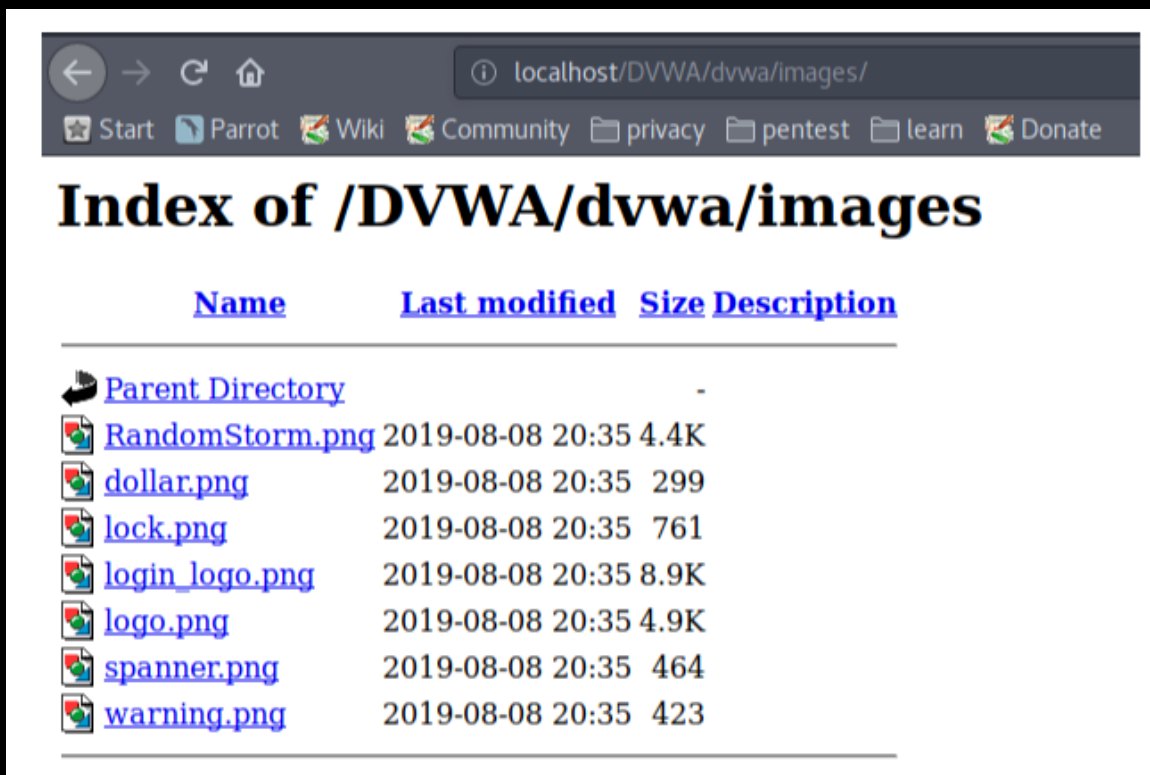 localhost/DVWA/dvwa/images/
Start Parrot Wiki Community privacy pentest learn Donate
Index of /DVWA/dvwa/images
Name Last modified Size Description
Parent Directory -
RandomStorm.png 2019-08-08 20:35 4.4K
dollar.png 2019-08-08 20:35 299
lock.png 2019-08-08 20:35 761
login_logo.png 2019-08-08 20:35 8.9K
logo.png 2019-08-08 20:35 4.9K
spanner.png 2019-08-08 20:35 464
warning.png 2019-08-08 20:35 423